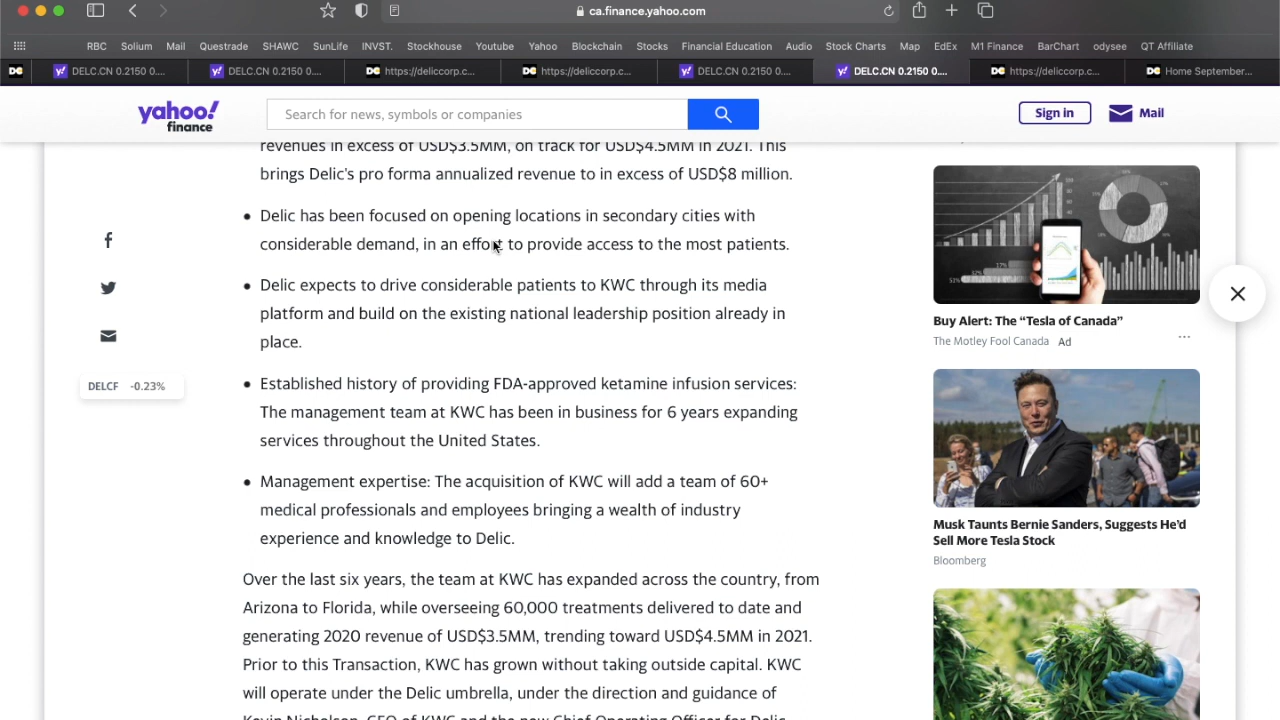 ca.finance.yahoo.com
RBC Solium Mail Questrade SHAWC SunLife INVST. Stockhouse Youtube Yahoo Blockchain Stocks Financial Education Audio Stock Charts Map EdEx M1 Finance BarChart odysee QT Affiliate
DC DELC.CN 0.2150 0.... DELC.CN 0.2150 0.... https://deliccorp.c... https://deliccorp.c... DELC.CN 0.2150 0.... DELC.CN 0.2150 0.... https://deliccorp.c... Home September...
yahoo!
finance
Search for news, symbols or companies
Sign in
Mail
revenues in excess of USD$3.5MM, on track for USD$4.5MM in 2021. This
brings Delic's pro forma annualized revenue to in excess of USD$8 million.
• Delic has been focused on opening locations in secondary cities with
considerable demand, in an effort to provide access to the most patients.
• Delic expects to drive considerable patients to KWC through its media
platform and build on the existing national leadership position already in
place.
• Established history of providing FDA-approved ketamine infusion services:
The management team at KWC has been in business for 6 years expanding
services throughout the United States.
• Management expertise: The acquisition of KWC will add a team of 60+
medical professionals and employees bringing a wealth of industry
experience and knowledge to Delic.
Over the last six years, the team at KWC has expanded across the country, from
Arizona to Florida, while overseeing 60,000 treatments delivered to date and
generating 2020 revenue of USD$3.5MM, trending toward USD$4.5MM in 2021.
Prior to this Transaction, KWC has grown without taking outside capital. KWC
will operate under the Delic umbrella, under the direction and guidance of
Kevin Nicholson, CEO of KWC and the new Chief Operating Officer for Delic
DELCF -0.23%
Buy Alert: The “Tesla of Canada”
The Motley Fool Canada Ad
Musk Taunts Bernie Sanders, Suggests He’d
Sell More Tesla Stock
Bloomberg